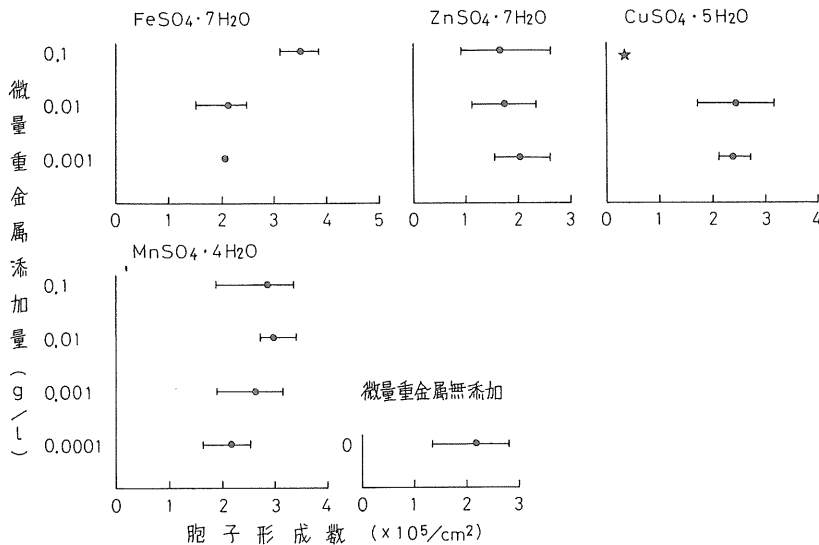 FeSO4・7H2O
ZnSO4・7H2O
CuSO4・5H2O
微量重金属添加量(g/l)
0.1
0.01
0.001
0 1 2 3 4 5
0 1 2 3
0 1 2 3 4
MnSO4・4H2O
0.1
0.01
0.001
0.0001
0 1 2 3 4
微量重金属無添加
0
0 1 2 3
胞子形成数 (×10⁵/cm²)